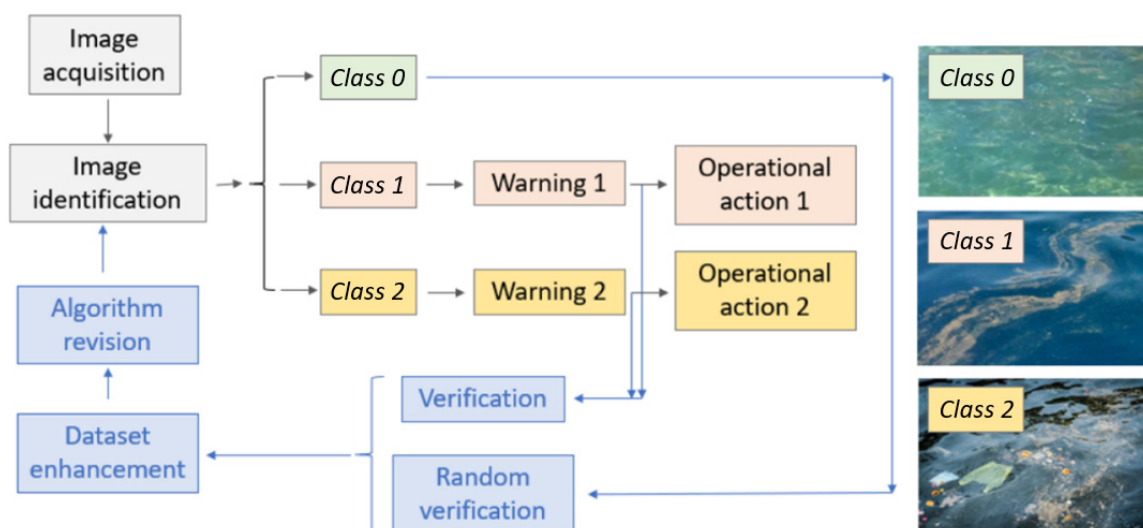 Image
acquisition
Image
identification
Class 0
Class 1
Warning 1
Operational
action 1
Class 2
Warning 2
Operational
action 2
Algorithm
revision
Verification
Dataset
enhancement
Random
verification
Class 0
Class 1
Class 2